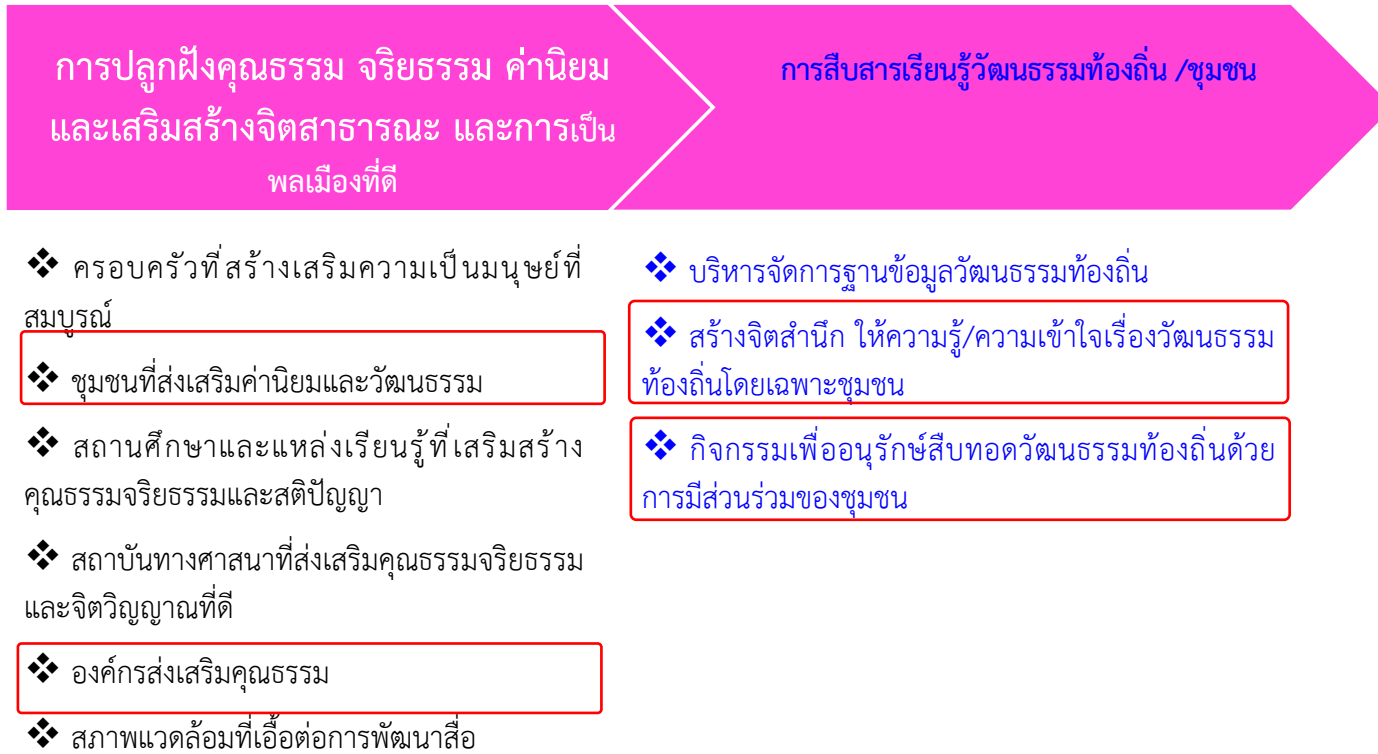 การปลูกฝังคุณธรรม จริยธรรม ค่านิยม
และเสริมสร้างจิตสาธารณะ และการเป็น
พลเมืองที่ดี
การสืบสารเรียนรู้วัฒนธรรมท้องถิ่น /ชุมชน
❖ ครอบครัวที่สร้างเสริมความเป็นมนุษย์ที่
สมบูรณ์
❖ ชุมชนที่ส่งเสริมค่านิยมและวัฒนธรรม
❖ สถานศึกษาและแหล่งเรียนรู้ที่เสริมสร้าง
คุณธรรมจริยธรรมและสติปัญญา
❖ สถาบันทางศาสนาที่ส่งเสริมคุณธรรมจริยธรรม
และจิตวิญญาณที่ดี
❖ องค์กรส่งเสริมคุณธรรม
❖ สภาพแวดล้อมที่เอื้อต่อการพัฒนาสื่อ
❖ บริหารจัดการฐานข้อมูลวัฒนธรรมท้องถิ่น
❖ สร้างจิตสำนึก ให้ความรู้/ความเข้าใจเรื่องวัฒนธรรม
ท้องถิ่นโดยเฉพาะชุมชน
❖ กิจกรรมเพื่ออนุรักษ์สืบทอดวัฒนธรรมท้องถิ่นด้วย
การมีส่วนร่วมของชุมชน